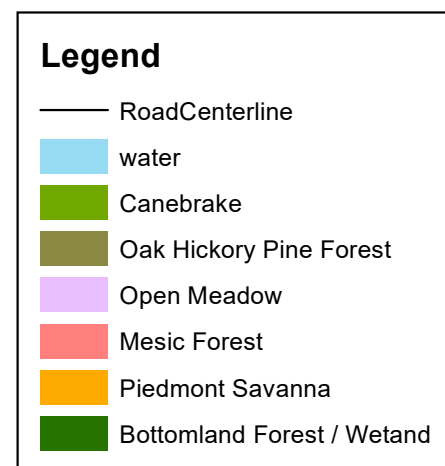 Legend
RoadCenterline
water
Canebrake
Oak Hickory Pine Forest
Open Meadow
Mesic Forest
Piedmont Savanna
Bottomland Forest / Wetand